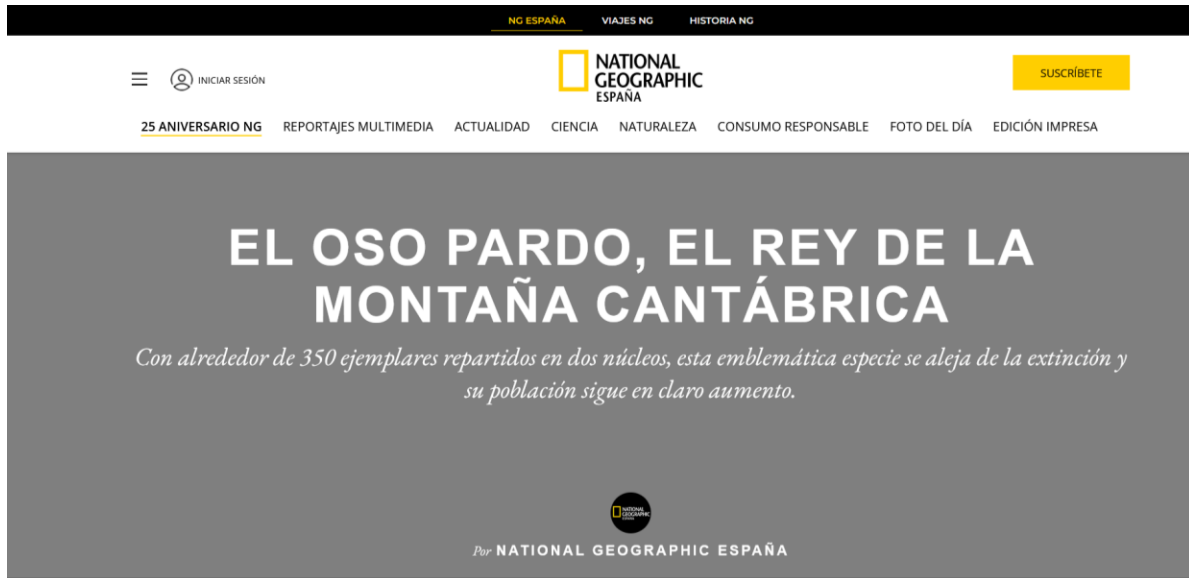 NG ESPAÑA VIAJES NG HISTORIA NG
INICIAR SESIÓN
NATIONAL
GEOGRAPHIC
ESPAÑA
SUSCRÍBETE
25 ANIVERSARIO NG REPORTAJES MULTIMEDIA ACTUALIDAD CIENCIA NATURALEZA CONSUMO RESPONSABLE FOTO DEL DÍA EDICIÓN IMPRESA
EL OSO PARDO, EL REY DE LA
MONTAÑA CANTÁBRICA
Con alrededor de 350 ejemplares repartidos en dos núcleos, esta emblemática especie se aleja de la extinción y
su población sigue en claro aumento.
NATIONAL
GEOGRAPHIC
ESPAÑA
Por NATIONAL GEOGRAPHIC ESPAÑA